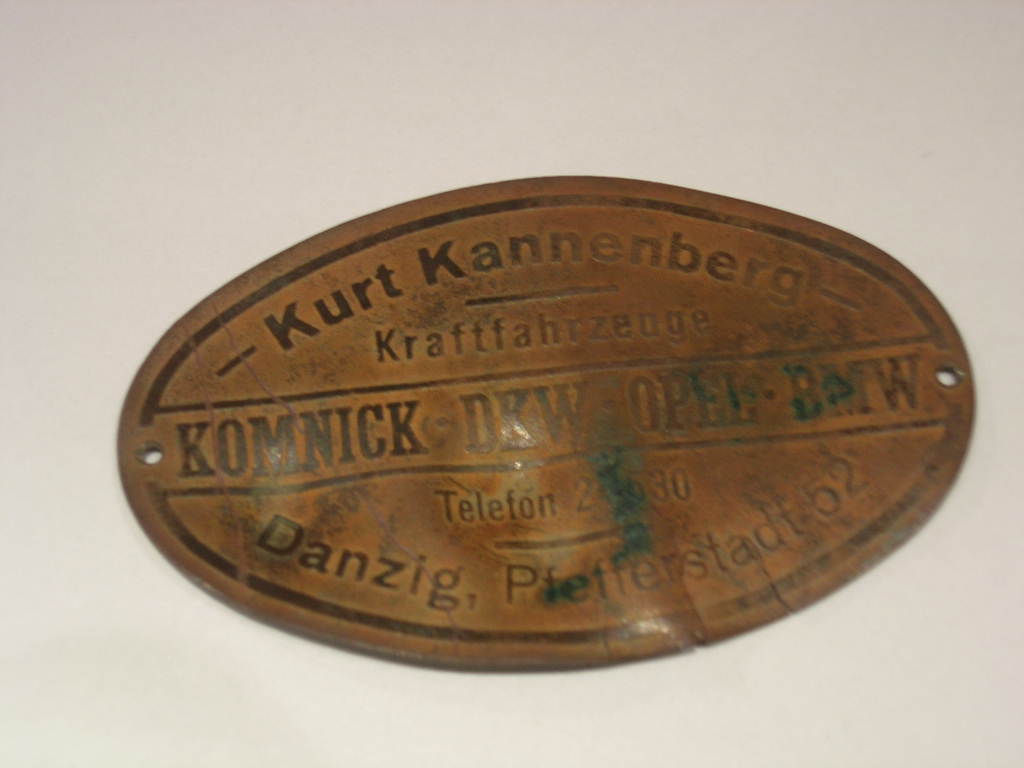 Kurt Kannenberg
Kraftfahrzeuge
KOMNICK · DKW · OPEL · BMW
Telefon
Danzig, Pfefferstadt 52